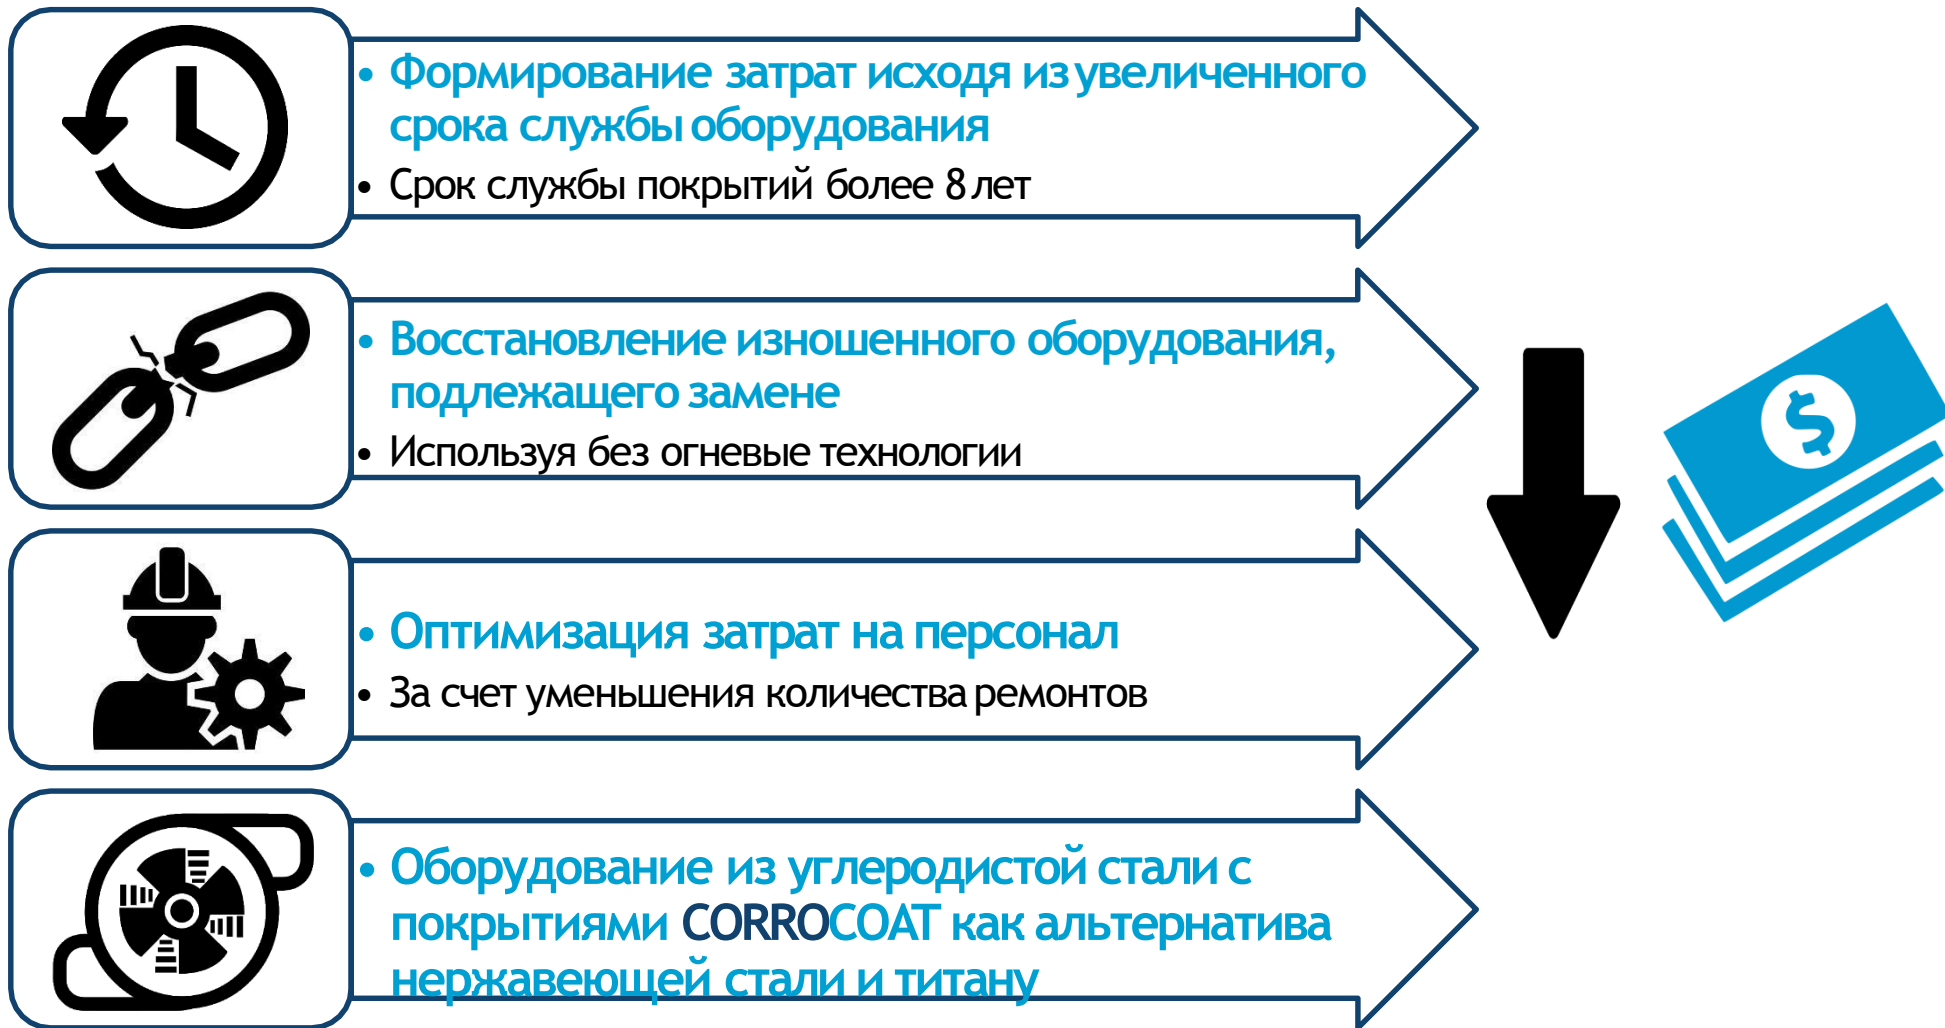 • Формирование затрат исходя из увеличенного
срока службы оборудования
• Срок службы покрытий более 8 лет
• Восстановление изношенного оборудования,
подлежащего замене
• Используя без огневые технологии
• Оптимизация затрат на персонал
• За счет уменьшения количества ремонтов
• Оборудование из углеродистой стали с
покрытиями CORROCOAT как альтернатива
нержавеющей стали и титану
$